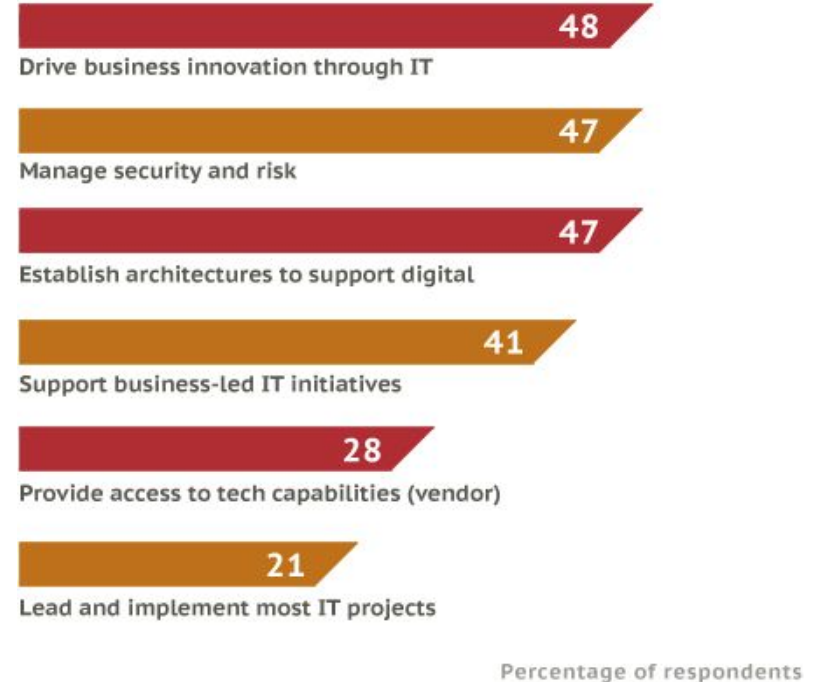 48
Drive business innovation through IT
47
Manage security and risk
47
Establish architectures to support digital
41
Support business-led IT initiatives
28
Provide access to tech capabilities (vendor)
21
Lead and implement most IT projects
Percentage of respondents